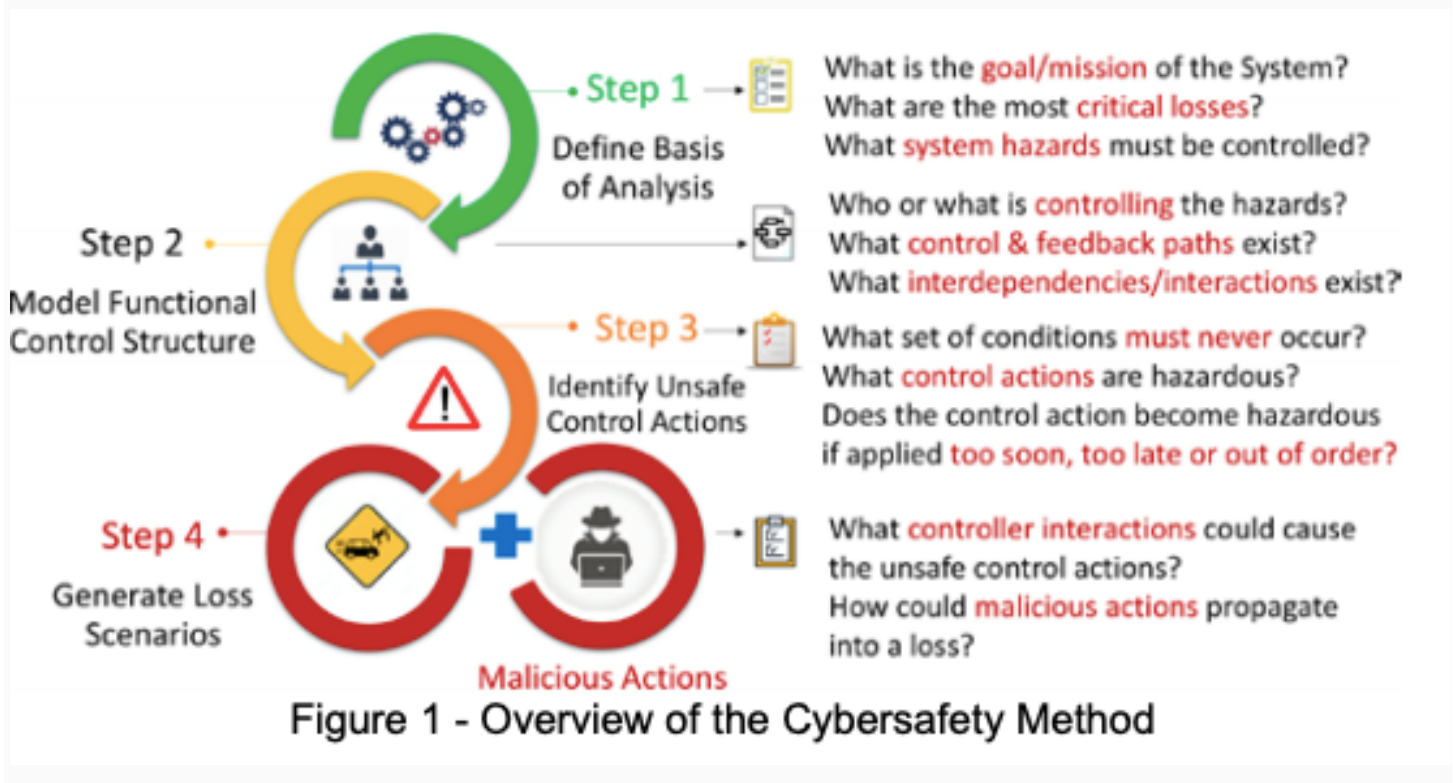 Step 1
Define Basis
of Analysis
What is the goal/mission of the System?
What are the most critical losses?
What system hazards must be controlled?
Step 2
Model Functional
Control Structure
Who or what is controlling the hazards?
What control & feedback paths exist?
What interdependencies/interactions exist?
Step 3
Identify Unsafe
Control Actions
What set of conditions must never occur?
What control actions are hazardous?
Does the control action become hazardous
if applied too soon, too late or out of order?
Step 4
Generate Loss
Scenarios
Malicious Actions
What controller interactions could cause
the unsafe control actions?
How could malicious actions propagate
into a loss?
Figure 1 - Overview of the Cybersafety Method